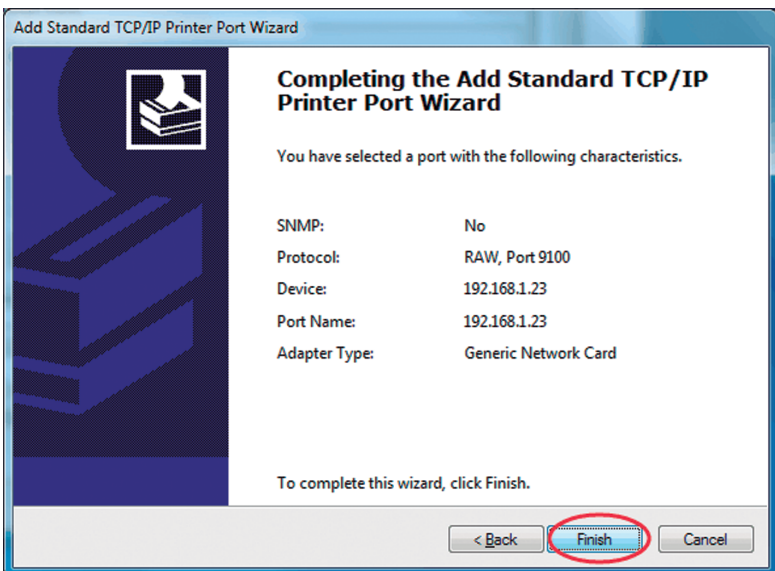 Add Standard TCP/IP Printer Port Wizard
Completing the Add Standard TCP/IP
Printer Port Wizard
You have selected a port with the following characteristics.
SNMP: No
Protocol: RAW, Port 9100
Device: 192.168.1.23
Port Name: 192.168.1.23
Adapter Type: Generic Network Card
To complete this wizard, click Finish.
< Back Finish Cancel